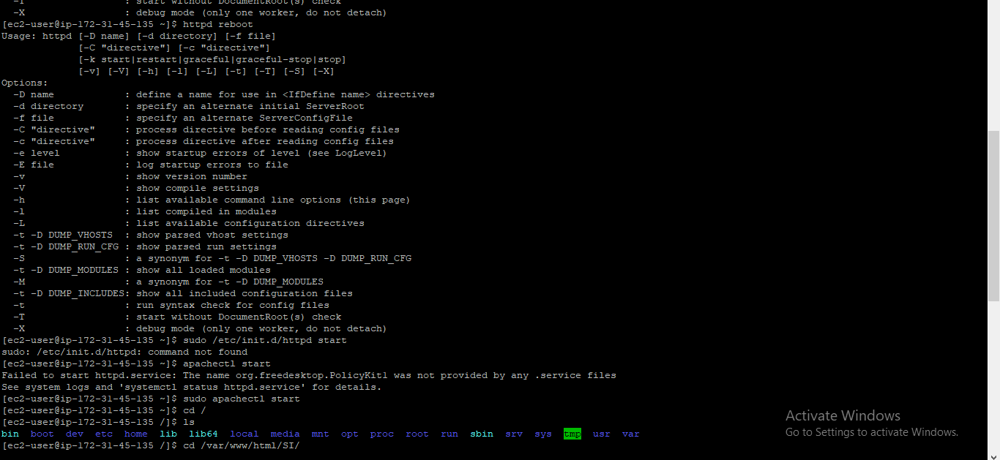 -T : start without DocumentRoot(s) check
-X : debug mode (only one worker, do not detach)
[ec2-user@ip-172-31-45-135 ~]$ httpd reboot
Usage: httpd [-D name] [-d directory] [-f file]
[-C "directive"] [-c "directive"]
[-k start|restart|graceful|graceful-stop|stop]
[-v] [-V] [-h] [-l] [-L] [-t] [-T] [-S] [-X]
Options:
-D name : define a name for use in <IfDefine name> directives
-d directory : specify an alternate initial ServerRoot
-f file : specify an alternate ServerConfigFile
-C "directive" : process directive before reading config files
-c "directive" : process directive after reading config files
-e level : show startup errors of level (see LogLevel)
-E file : log startup errors to file
-v : show version number
-V : show compile settings
-h : list available command line options (this page)
-l : list compiled in modules
-L : list available configuration directives
-t -D DUMP_VHOSTS : show parsed vhost settings
-t -D DUMP_RUN_CFG : show parsed run settings
-S : a synonym for -t -D DUMP_VHOSTS -D DUMP_RUN_CFG
-t -D DUMP_MODULES : show all loaded modules
-M : a synonym for -t -D DUMP_MODULES
-t -D DUMP_INCLUDES: show all included configuration files
-t : run syntax check for config files
-T : start without DocumentRoot(s) check
-X : debug mode (only one worker, do not detach)
[ec2-user@ip-172-31-45-135 ~]$ sudo /etc/init.d/httpd start
sudo: /etc/init.d/httpd: command not found
[ec2-user@ip-172-31-45-135 ~]$ apachectl start
Failed to start httpd.service: The name org.freedesktop.PolicyKit1 was not provided by any .service files
See system logs and 'systemctl status httpd.service' for details.
[ec2-user@ip-172-31-45-135 ~]$ sudo apachectl start
[ec2-user@ip-172-31-45-135 ~]$ cd /
[ec2-user@ip-172-31-45-135 /]$ ls
bin boot dev etc home lib lib64 local media mnt opt proc root run sbin srv sys tmp usr var
[ec2-user@ip-172-31-45-135 /]$ cd /var/www/html/SI/
Activate Windows
Go to Settings to activate Windows.